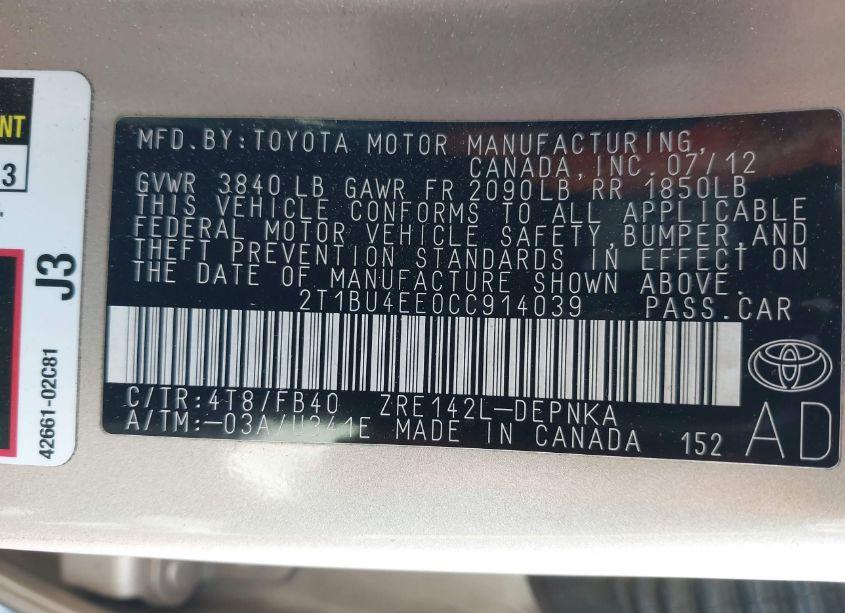 NT
3
J3
42661-02C81
MFD.BY:TOYOTA MOTOR MANUFACTURING,
CANADA,INC. 07/12
GVWR 3840 LB GAWR FR 2090LB RR 1850LB
THIS VEHICLE CONFORMS TO ALL APPLICABLE
FEDERAL MOTOR VEHICLE SAFETY,BUMPER,AND
THEFT PREVENTION STANDARDS IN EFFECT ON
THE DATE OF MANUFACTURE SHOWN ABOVE.
2T1BU4EE0CC914039 PASS.CAR
C/TR:4T8/FB40 ZRE142L-DEPNKA
A/TM:-03A/U341E MADE IN CANADA 152
AD